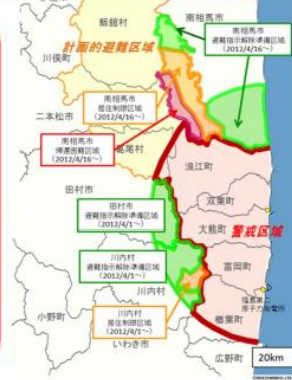 飯舘村
南相馬市
南相馬市
避難指示解除準備区域
(2012/4/16~)
計画的避難区域
川俣町
南相馬市
居住制限区域
(2012/4/16~)
二本松市
南相馬市
帰還困難区域
(2012/4/16~)
葛尾村
浪江町
田村市
双葉町
田村市
避難指示解除準備区域
(2012/4/1~)
大熊町
警戒区域
川内村
避難指示解除準備区域
(2012/4/1~)
富岡町
川内村
福島第二
原子力発電所
小野町
川内村
居住制限区域
(2012/4/1~)
楢葉町
いわき市
広野町
20km